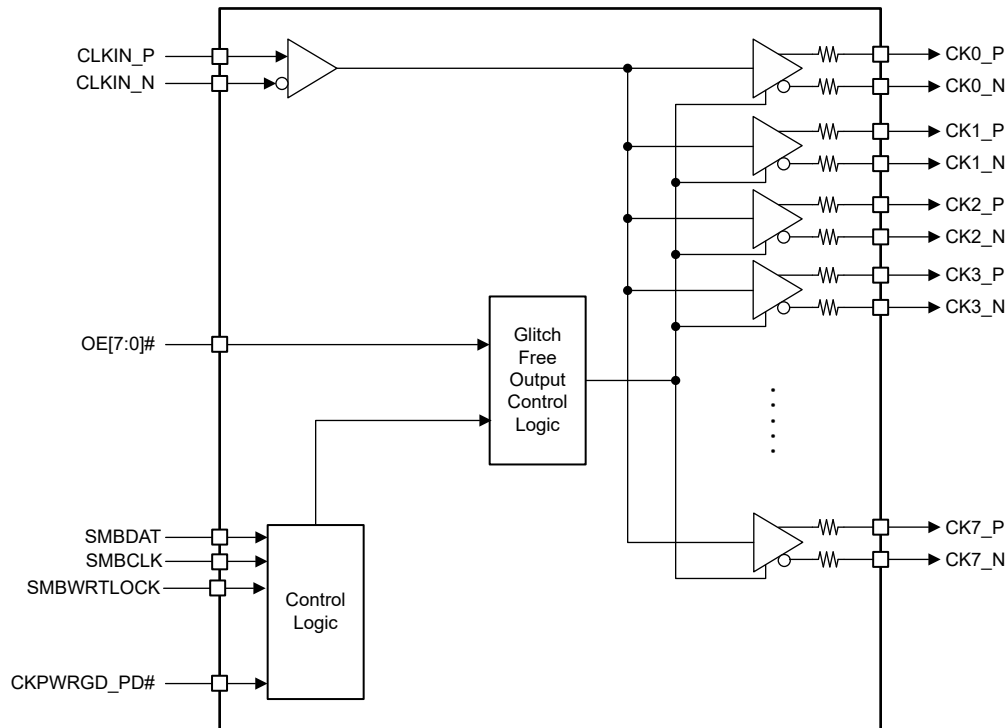 CLKIN_P
CLKIN_N
CK0_P
CK0_N
CK1_P
CK1_N
CK2_P
CK2_N
CK3_P
CK3_N
OE[7:0]#
Glitch
Free
Output
Control
Logic
SMBDAT
SMBCLK
SMBWRTLOCK
CKPWRGD_PD#
Control
Logic
CK7_P
CK7_N